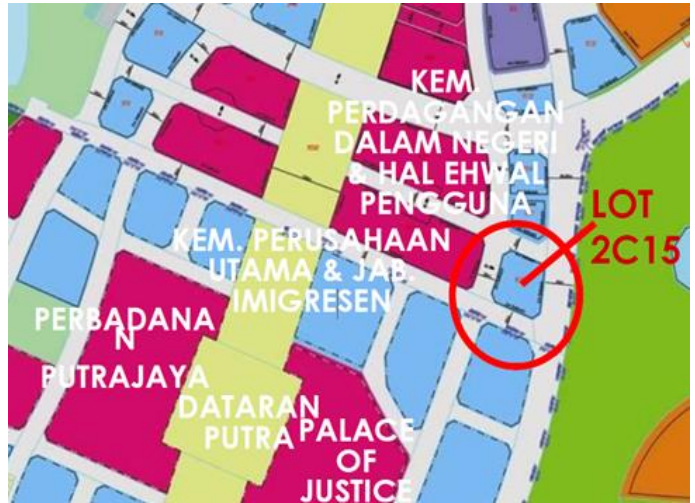 KEM.
PERDAGANGAN
DALAM NEGERI
& HAL EHWAL
PENGGUNA
LOT
2C15
KEM. PERUSAHAAN
UTAMA & JAB.
IMIGRESEN
PERBADANA
N
PUTRAJAYA
DATARAN
PUTRA
PALACE
OF
JUSTICE